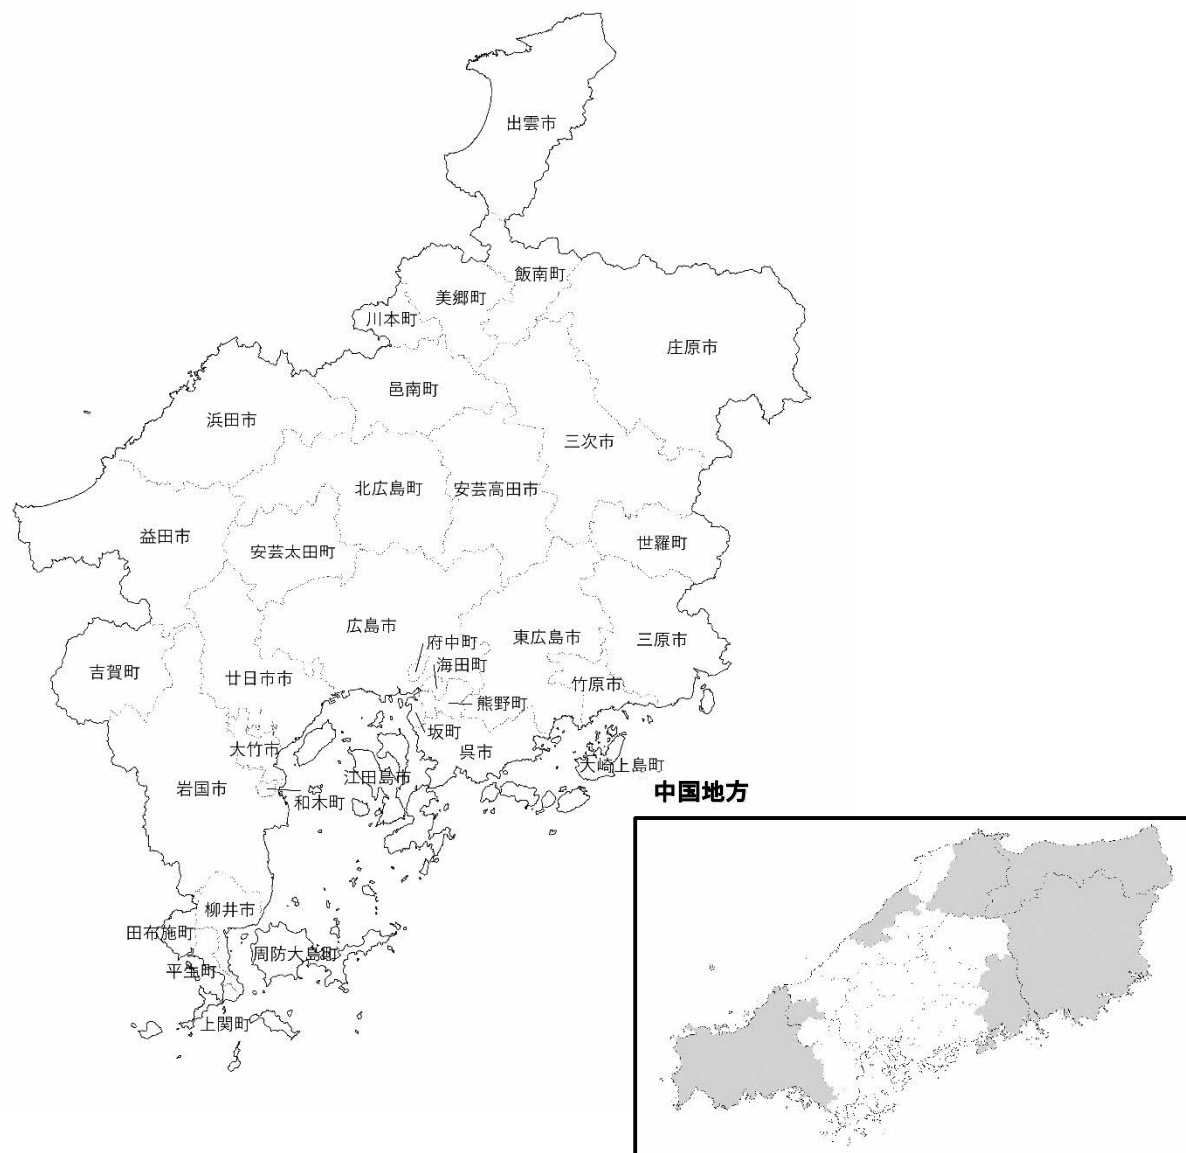 出雲市
飯南町
美郷町
川本町
庄原市
邑南町
浜田市
三次市
北広島町
安芸高田市
益田市
安芸太田町
世羅町
広島市
府中町
東広島市
三原市
海田町
吉賀町
廿日市市
竹原市
熊野町
坂町
大竹市
呉市
江田島市
大崎上島町
岩国市
和木町
中国地方
柳井市
田布施町
周防大島町
平生町
上関町